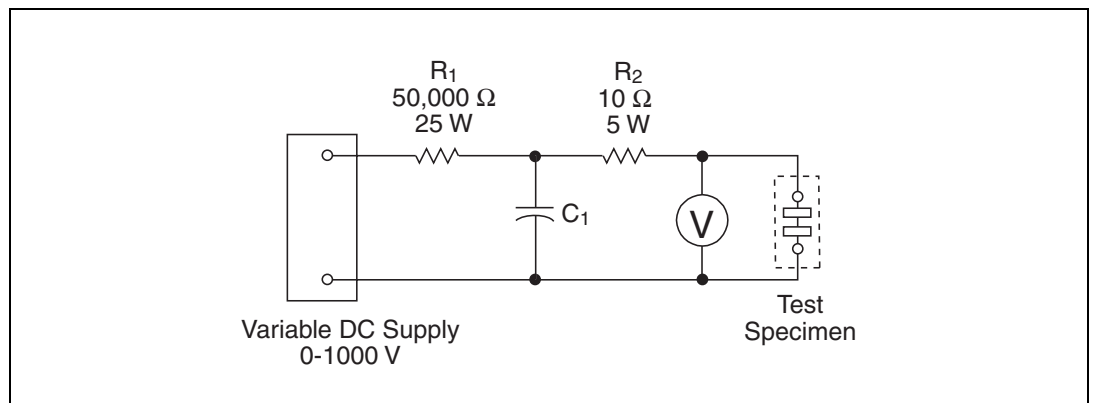 R₁
50,000 Ω
25 W
R₂
10 Ω
5 W
C₁
V
Test
Specimen
Variable DC Supply
0-1000 V